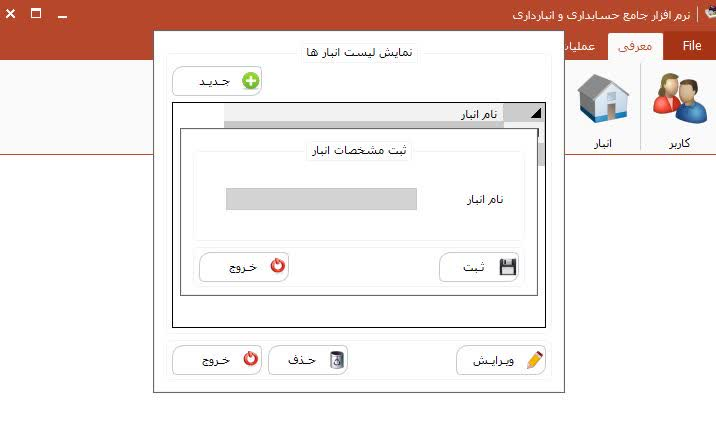 نرم افزار جامع حسابداری و انبارداری
File
معرفی
عملیات
کاربر
انبار
نمایش لیست انبار ها
جدید
نام انبار
ثبت مشخصات انبار
نام انبار
ثبت
خروج
ویرایش
حذف
خروج